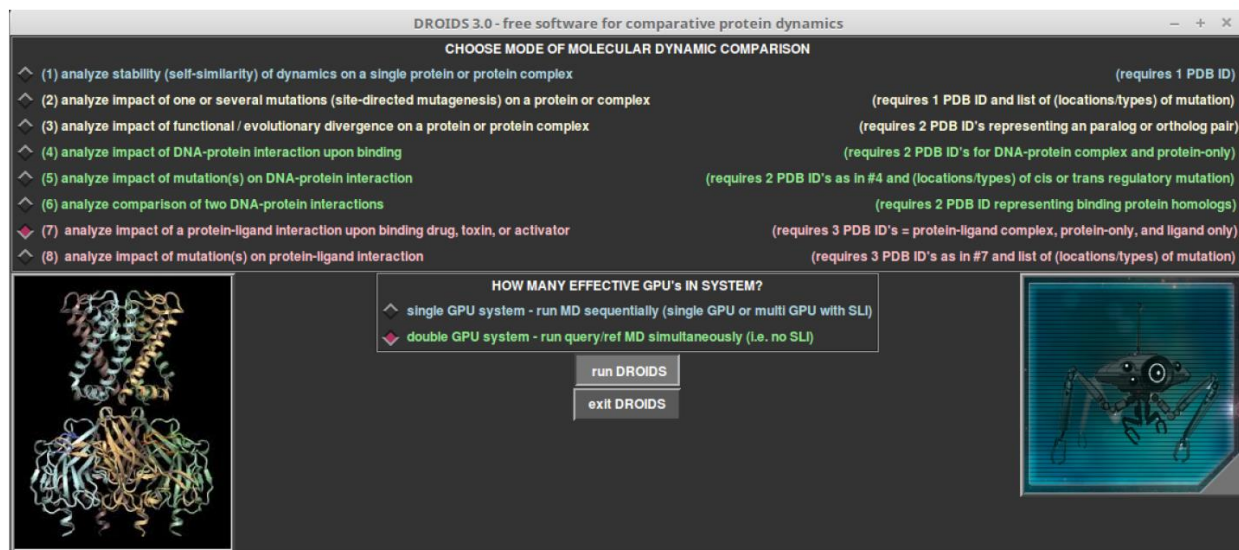 DROIDS 3.0 - free software for comparative protein dynamics
CHOOSE MODE OF MOLECULAR DYNAMIC COMPARISON
(1) analyze stability (self-similarity) of dynamics on a single protein or protein complex (requires 1 PDB ID)
(2) analyze impact of one or several mutations (site-directed mutagenesis) on a protein or complex (requires 1 PDB ID and list of (locations/types) of mutation)
(3) analyze impact of functional / evolutionary divergence on a protein or protein complex (requires 2 PDB ID's representing an paralog or ortholog pair)
(4) analyze impact of DNA-protein interaction upon binding (requires 2 PDB ID's for DNA-protein complex and protein-only)
(5) analyze impact of mutation(s) on DNA-protein interaction (requires 2 PDB ID's as in #4 and (locations/types) of cis or trans regulatory mutation)
(6) analyze comparison of two DNA-protein interactions (requires 2 PDB ID representing binding protein homologs)
(7) analyze impact of a protein-ligand interaction upon binding drug, toxin, or activator (requires 3 PDB ID's = protein-ligand complex, protein-only, and ligand only)
(8) analyze impact of mutation(s) on protein-ligand interaction (requires 3 PDB ID's as in #7 and list of (locations/types) of mutation)
HOW MANY EFFECTIVE GPU's IN SYSTEM?
single GPU system - run MD sequentially (single GPU or multi GPU with SLI)
double GPU system - run query/ref MD simultaneously (i.e. no SLI)
run DROIDS
exit DROIDS